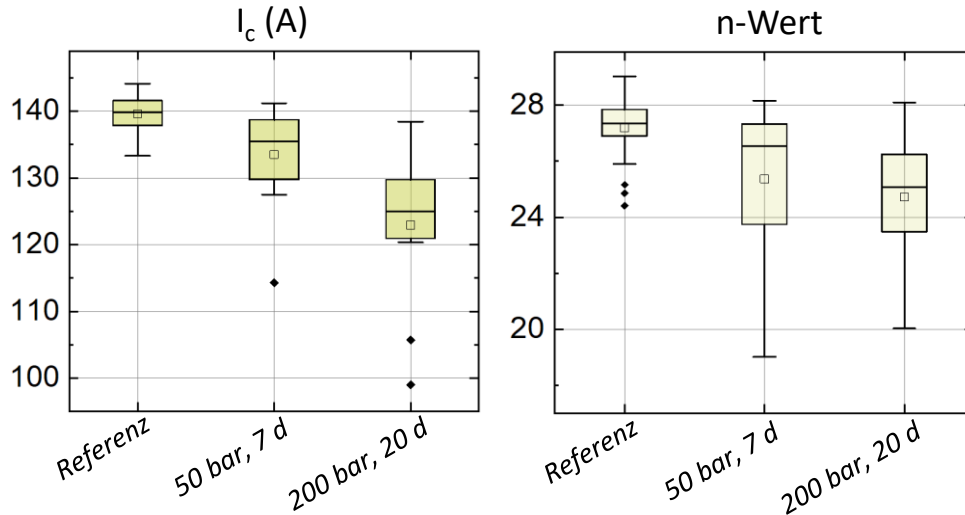 I_c (A)
140
130
120
110
100
Referenz
50 bar, 7 d
200 bar, 20 d
n-Wert
28
24
20
Referenz
50 bar, 7 d
200 bar, 20 d